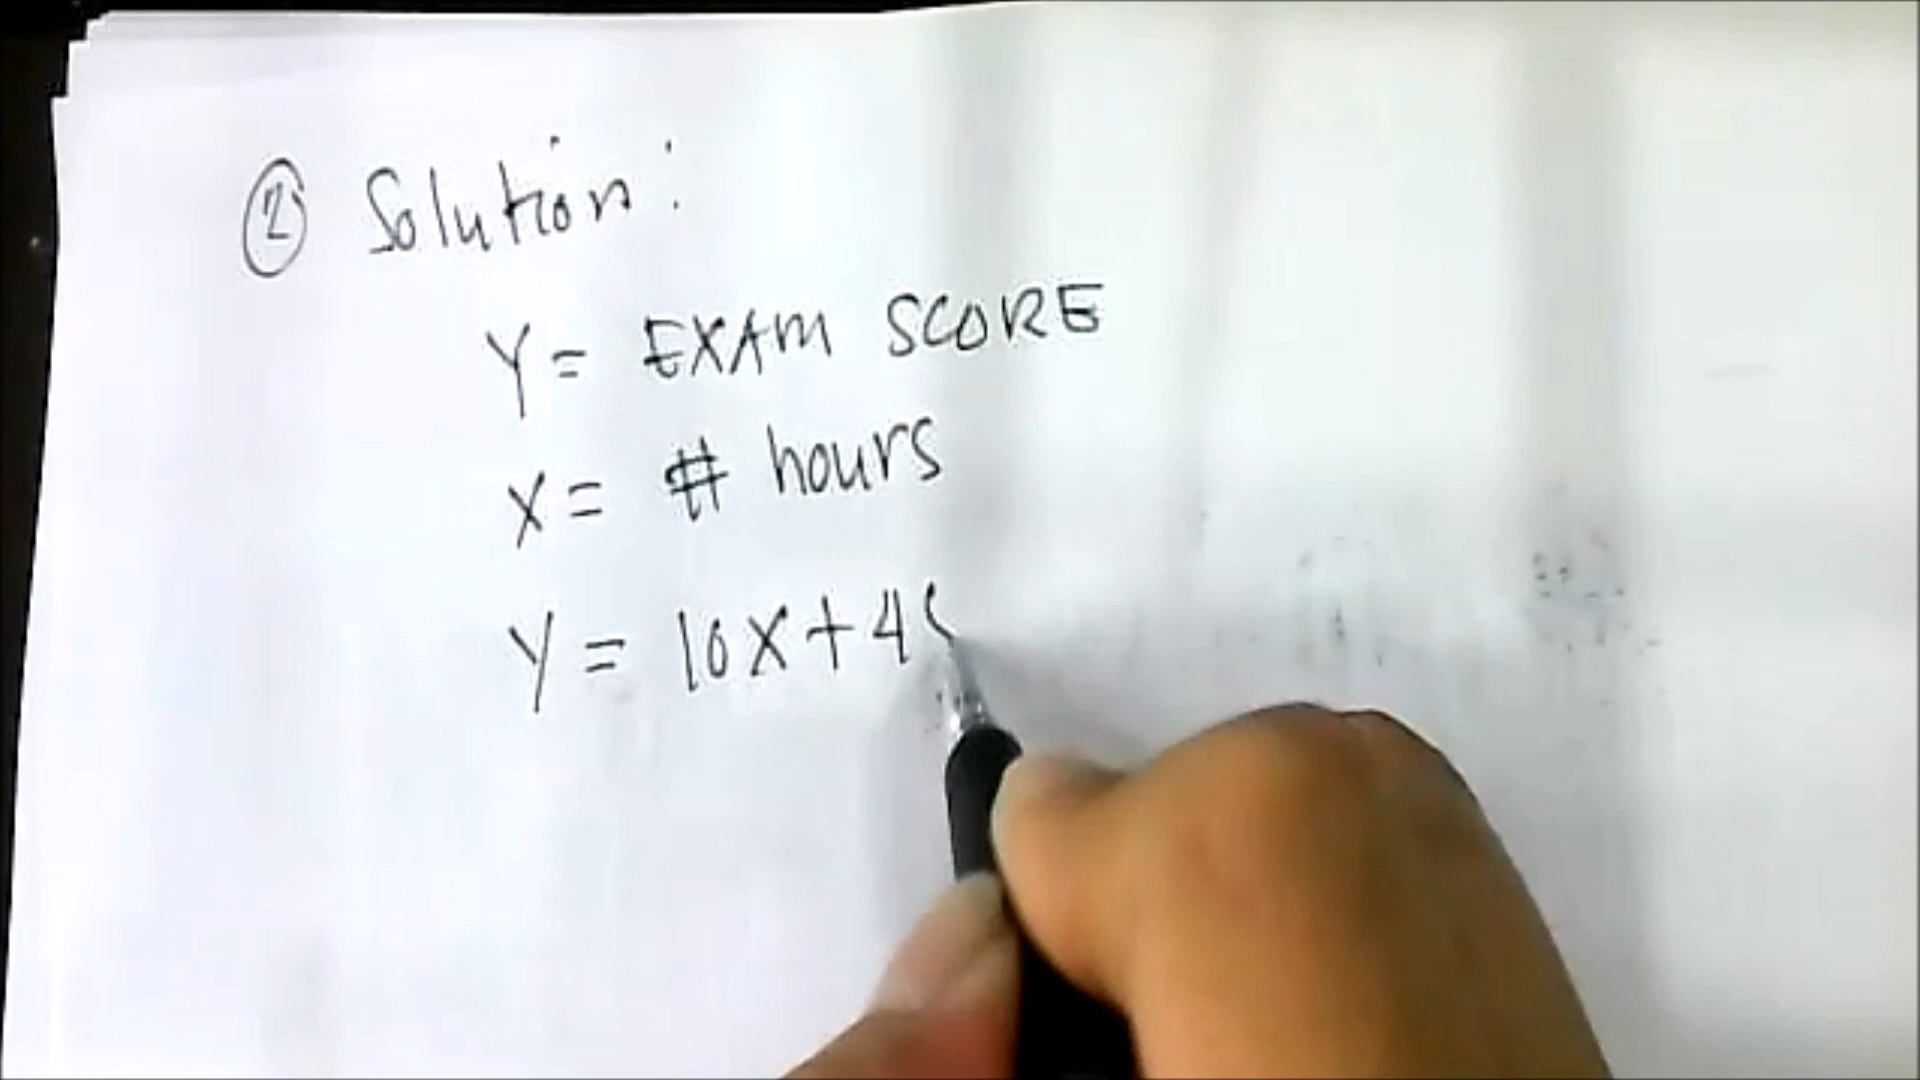 ② Solution:
Y = EXAM SCORE
X = # hours
Y = 10X + 4